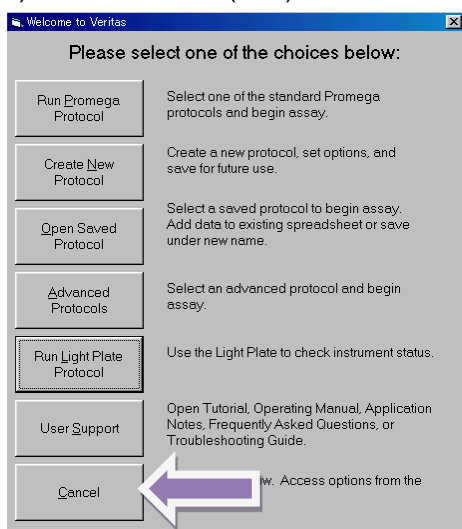 Welcome to Veritas
Please select one of the choices below:
Run Promega
Protocol
Select one of the standard Promega
protocols and begin assay.
Create New
Protocol
Create a new protocol, set options, and
save for future use.
Open Saved
Protocol
Select a saved protocol to begin assay.
Add data to existing spreadsheet or save
under new name.
Advanced
Protocols
Select an advanced protocol and begin
assay.
Run Light Plate
Protocol
Use the Light Plate to check instrument status.
User Support
Open Tutorial, Operating Manual, Application
Notes, Frequently Asked Questions, or
Troubleshooting Guide.
Cancel
Access options from the